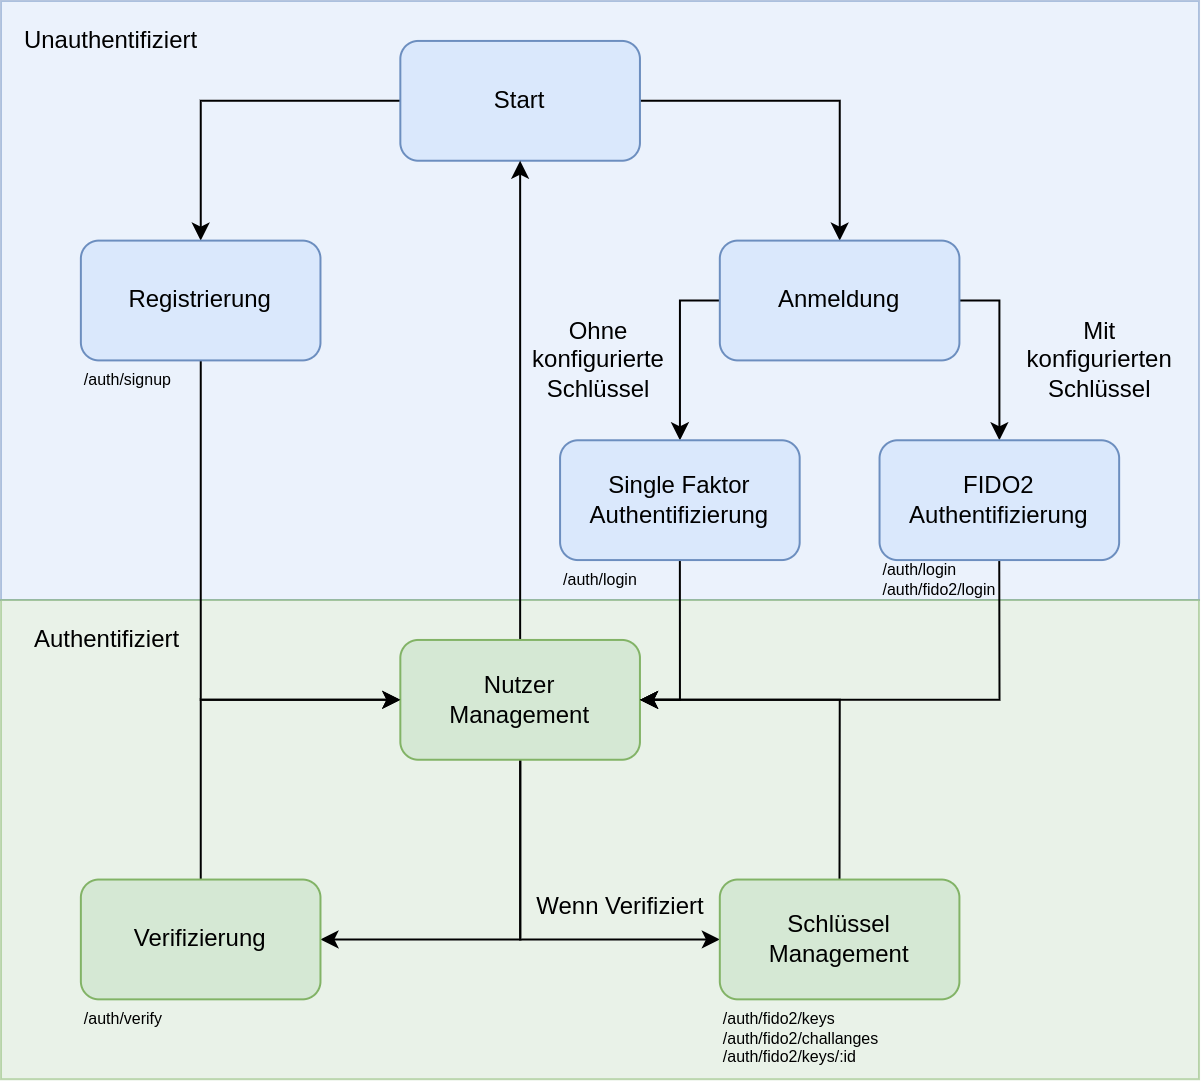 Unauthentifiziert
Start
Registrierung
Anmeldung
/auth/signup
Ohne
konfigurierte
Schlüssel
Mit
konfigurierten
Schlüssel
Single Faktor
Authentifizierung
FIDO2
Authentifizierung
/auth/login
/auth/login
/auth/fido2/login
Authentifiziert
Nutzer
Management
Wenn Verifiziert
Verifizierung
Schlüssel
Management
/auth/verify
/auth/fido2/keys
/auth/fido2/challanges
/auth/fido2/keys/:id